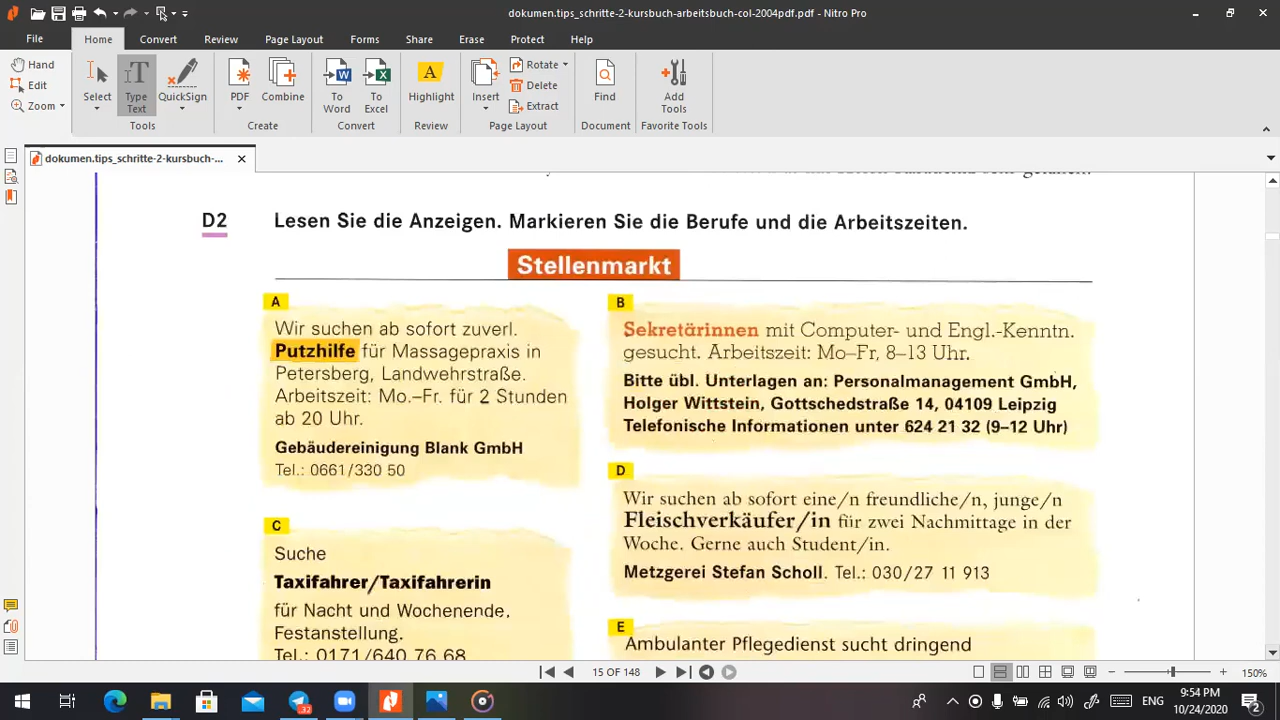 dokumen.tips_schritte-2-kursbuch-arbeitsbuch-col-2004pdf.pdf - Nitro Pro
File Home Convert Review Page Layout Forms Share Erase Protect Help
Hand
Edit
Zoom
Select
Type Text
QuickSign
Tools
PDF
Combine
Create
To Word
To Excel
Convert
Highlight
Review
Insert
Rotate
Delete
Extract
Page Layout
Find
Document
Add Tools
Favorite Tools
dokumen.tips_schritte-2-kursbuch-...
D2 Lesen Sie die Anzeigen. Markieren Sie die Berufe und die Arbeitszeiten.
Stellenmarkt
A
Wir suchen ab sofort zuverl.
Putzhilfe für Massagepraxis in
Petersberg, Landwehrstraße.
Arbeitszeit: Mo.–Fr. für 2 Stunden
ab 20 Uhr.
Gebäudereinigung Blank GmbH
Tel.: 0661/330 50
B
Sekretärinnen mit Computer- und Engl.-Kenntn.
gesucht. Arbeitszeit: Mo–Fr, 8–13 Uhr.
Bitte übl. Unterlagen an: Personalmanagement GmbH,
Holger Wittstein, Gottschedstraße 14, 04109 Leipzig
Telefonische Informationen unter 624 21 32 (9–12 Uhr)
C
Suche
Taxifahrer/Taxifahrerin
für Nacht und Wochenende,
Festanstellung.
Tel.: 0171/640 76 68
D
Wir suchen ab sofort eine/n freundliche/n, junge/n
Fleischverkäufer/in für zwei Nachmittage in der
Woche. Gerne auch Student/in.
Metzgerei Stefan Scholl. Tel.: 030/27 11 913
E
Ambulanter Pflegedienst sucht dringend
15 OF 148
150%
32
ENG
9:54 PM
10/24/2020
2